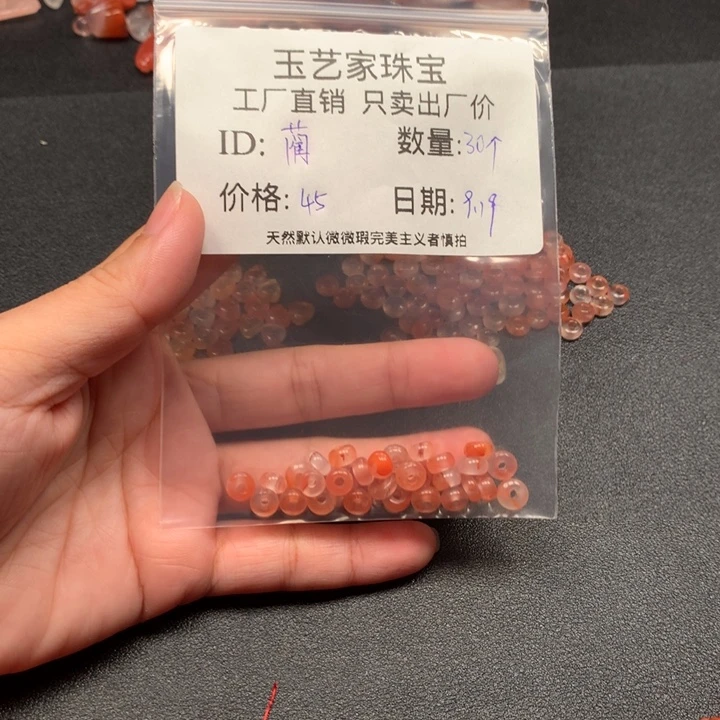 玉艺家珠宝
工厂直销 只卖出厂价
ID: 蔺 数量: 30个
价格: 45 日期: 9.19
天然默认微微瑕完美主义者慎拍